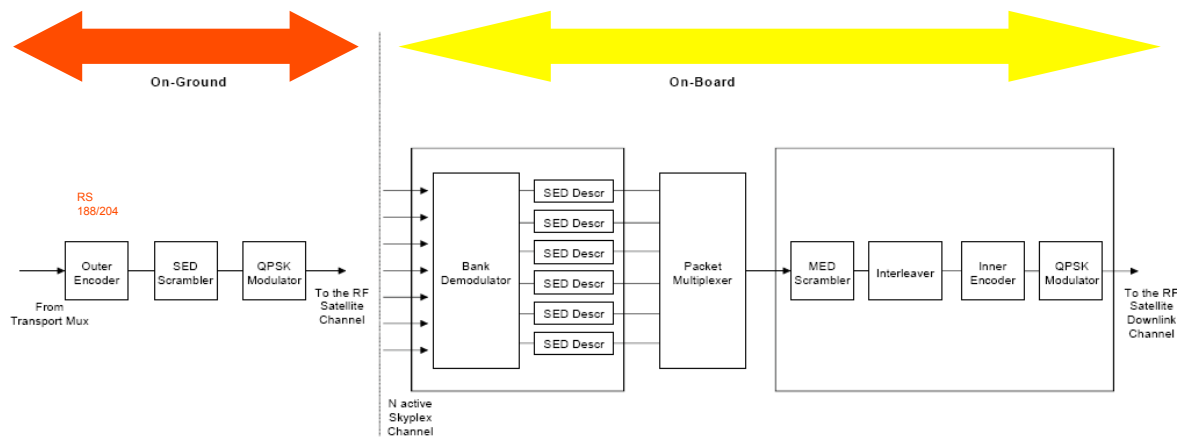 On-Ground
On-Board
RS
188/204
Outer
Encoder
SED
Scrambler
QPSK
Modulator
From
Transport Mux
To the RF
Satellite
Channel
Bank
Demodulator
SED Descr
SED Descr
SED Descr
SED Descr
SED Descr
SED Descr
N active
Skyplex
Channel
Packet
Multiplexer
MED
Scrambler
Interleaver
Inner
Encoder
QPSK
Modulator
To the RF
Satellite
Downlink
Channel